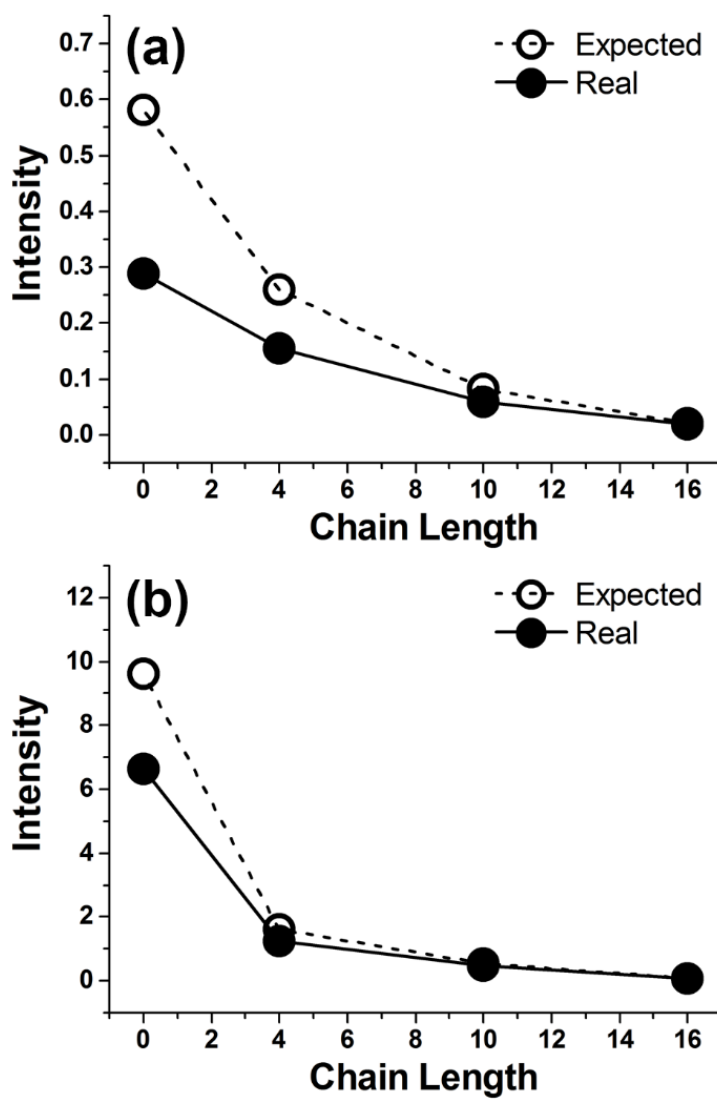 (a)
Expected
Real
0.7
0.6
0.5
0.4
0.3
0.2
0.1
0.0
Intensity
0 2 4 6 8 10 12 14 16
Chain Length
(b)
Expected
Real
12
10
8
6
4
2
0
Intensity
0 2 4 6 8 10 12 14 16
Chain Length